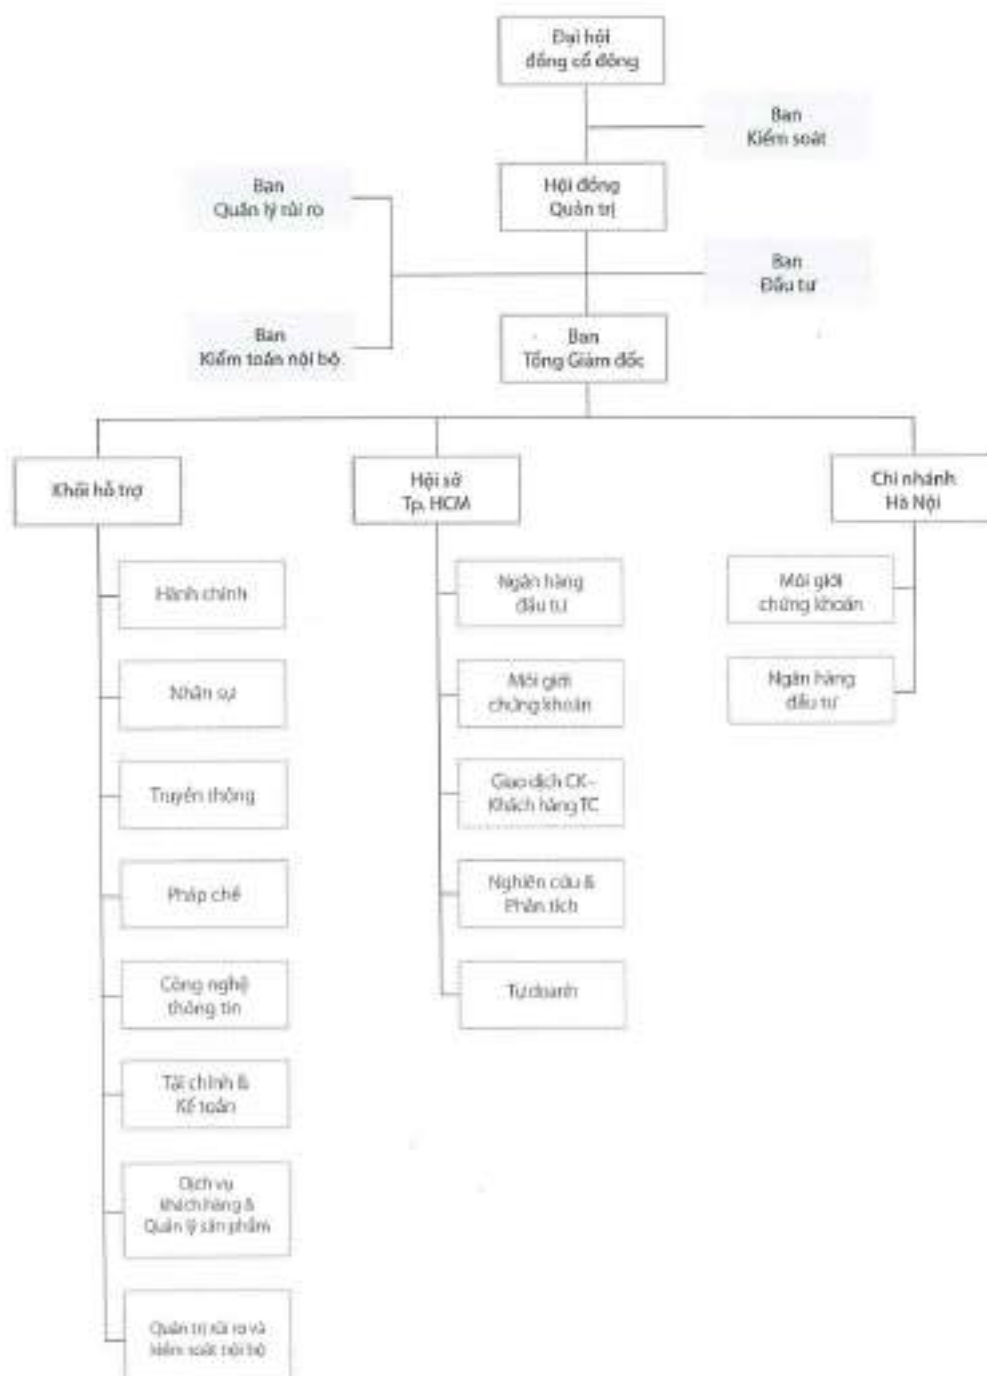 Đại hội
đồng cổ đông
Ban
Kiểm soát
Hội đồng
Quản trị
Ban
Quản lý rủi ro
Ban
Đầu tư
Ban
Kiểm toán nội bộ
Ban
Tổng Giám đốc
Khối hỗ trợ
Hội sở
Tp. HCM
Chi nhánh
Hà Nội
Hành chính
Nhân sự
Truyền thông
Pháp chế
Công nghệ
thông tin
Tài chính &
Kế toán
Dịch vụ
khách hàng &
Quản lý sản phẩm
Quản trị rủi ro và
kiểm soát nội bộ
Ngân hàng
đầu tư
Môi giới
chứng khoán
Giao dịch CK–
Khách hàng TC
Nghiên cứu &
Phân tích
Tự doanh
Môi giới
chứng khoán
Ngân hàng
đầu tư